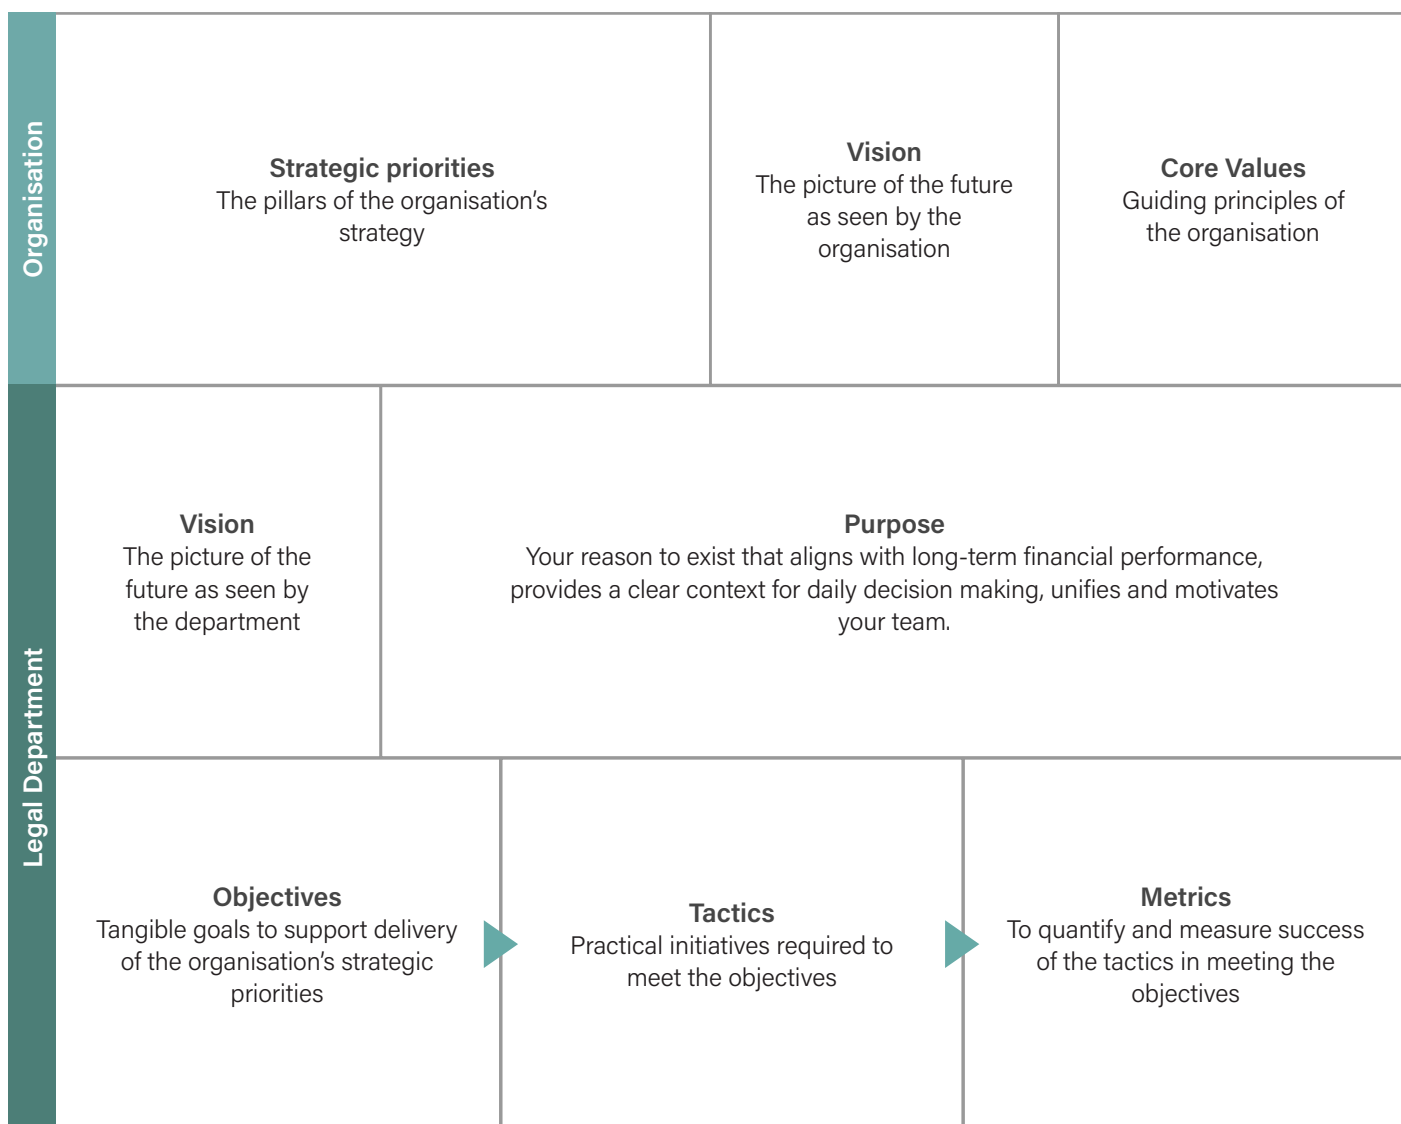 Organisation
Strategic priorities
The pillars of the organisation's
strategy
Vision
The picture of the future
as seen by the
organisation
Core Values
Guiding principles of
the organisation
Legal Department
Vision
The picture of the
future as seen by
the department
Purpose
Your reason to exist that aligns with long-term financial performance,
provides a clear context for daily decision making, unifies and motivates
your team.
Objectives
Tangible goals to support delivery
of the organisation's strategic
priorities
Tactics
Practical initiatives required to
meet the objectives
Metrics
To quantify and measure success
of the tactics in meeting the
objectives